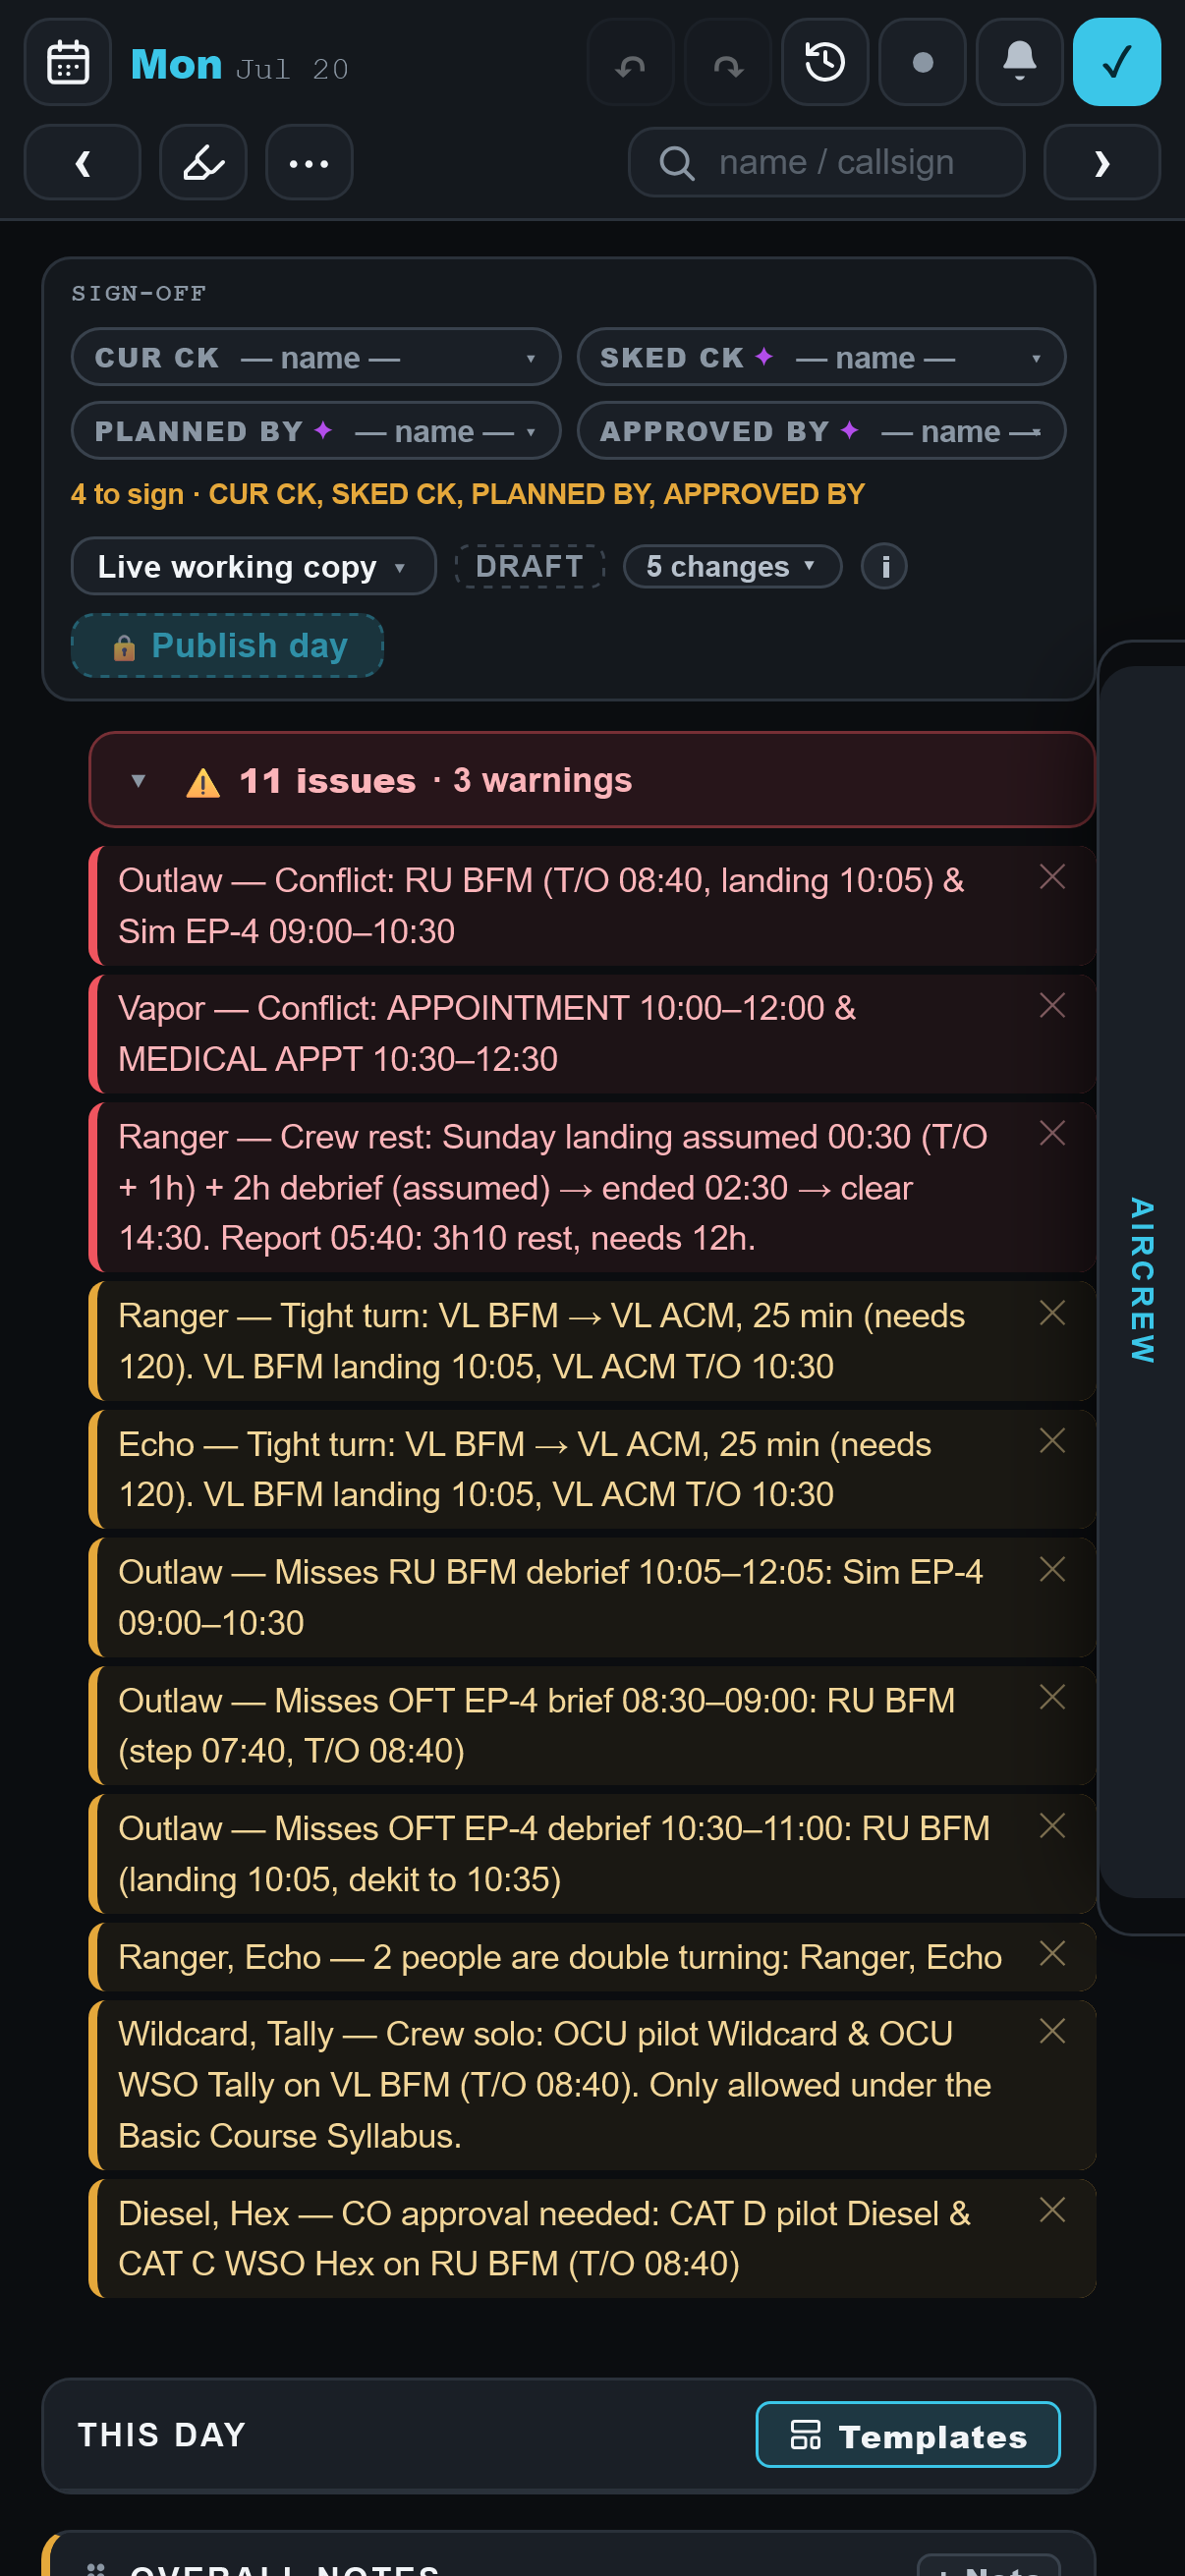 Mon Jul 20
name / callsign
SIGN-OFF
CUR CK — name —
SKED CK — name —
PLANNED BY — name —
APPROVED BY — name —
4 to sign · CUR CK, SKED CK, PLANNED BY, APPROVED BY
Live working copy
DRAFT
5 changes
i
Publish day
11 issues · 3 warnings
Outlaw — Conflict: RU BFM (T/O 08:40, landing 10:05) &
Sim EP-4 09:00–10:30
Vapor — Conflict: APPOINTMENT 10:00–12:00 &
MEDICAL APPT 10:30–12:30
Ranger — Crew rest: Sunday landing assumed 00:30 (T/O
+ 1h) + 2h debrief (assumed) → ended 02:30 → clear
14:30. Report 05:40: 3h10 rest, needs 12h.
Ranger — Tight turn: VL BFM → VL ACM, 25 min (needs
120). VL BFM landing 10:05, VL ACM T/O 10:30
Echo — Tight turn: VL BFM → VL ACM, 25 min (needs
120). VL BFM landing 10:05, VL ACM T/O 10:30
Outlaw — Misses RU BFM debrief 10:05–12:05: Sim EP-4
09:00–10:30
Outlaw — Misses OFT EP-4 brief 08:30–09:00: RU BFM
(step 07:40, T/O 08:40)
Outlaw — Misses OFT EP-4 debrief 10:30–11:00: RU BFM
(landing 10:05, dekit to 10:35)
Ranger, Echo — 2 people are double turning: Ranger, Echo
Wildcard, Tally — Crew solo: OCU pilot Wildcard & OCU
WSO Tally on VL BFM (T/O 08:40). Only allowed under the
Basic Course Syllabus.
Diesel, Hex — CO approval needed: CAT D pilot Diesel &
CAT C WSO Hex on RU BFM (T/O 08:40)
AIRCREW
THIS DAY
Templates
OVERALL NOTES
+ Note